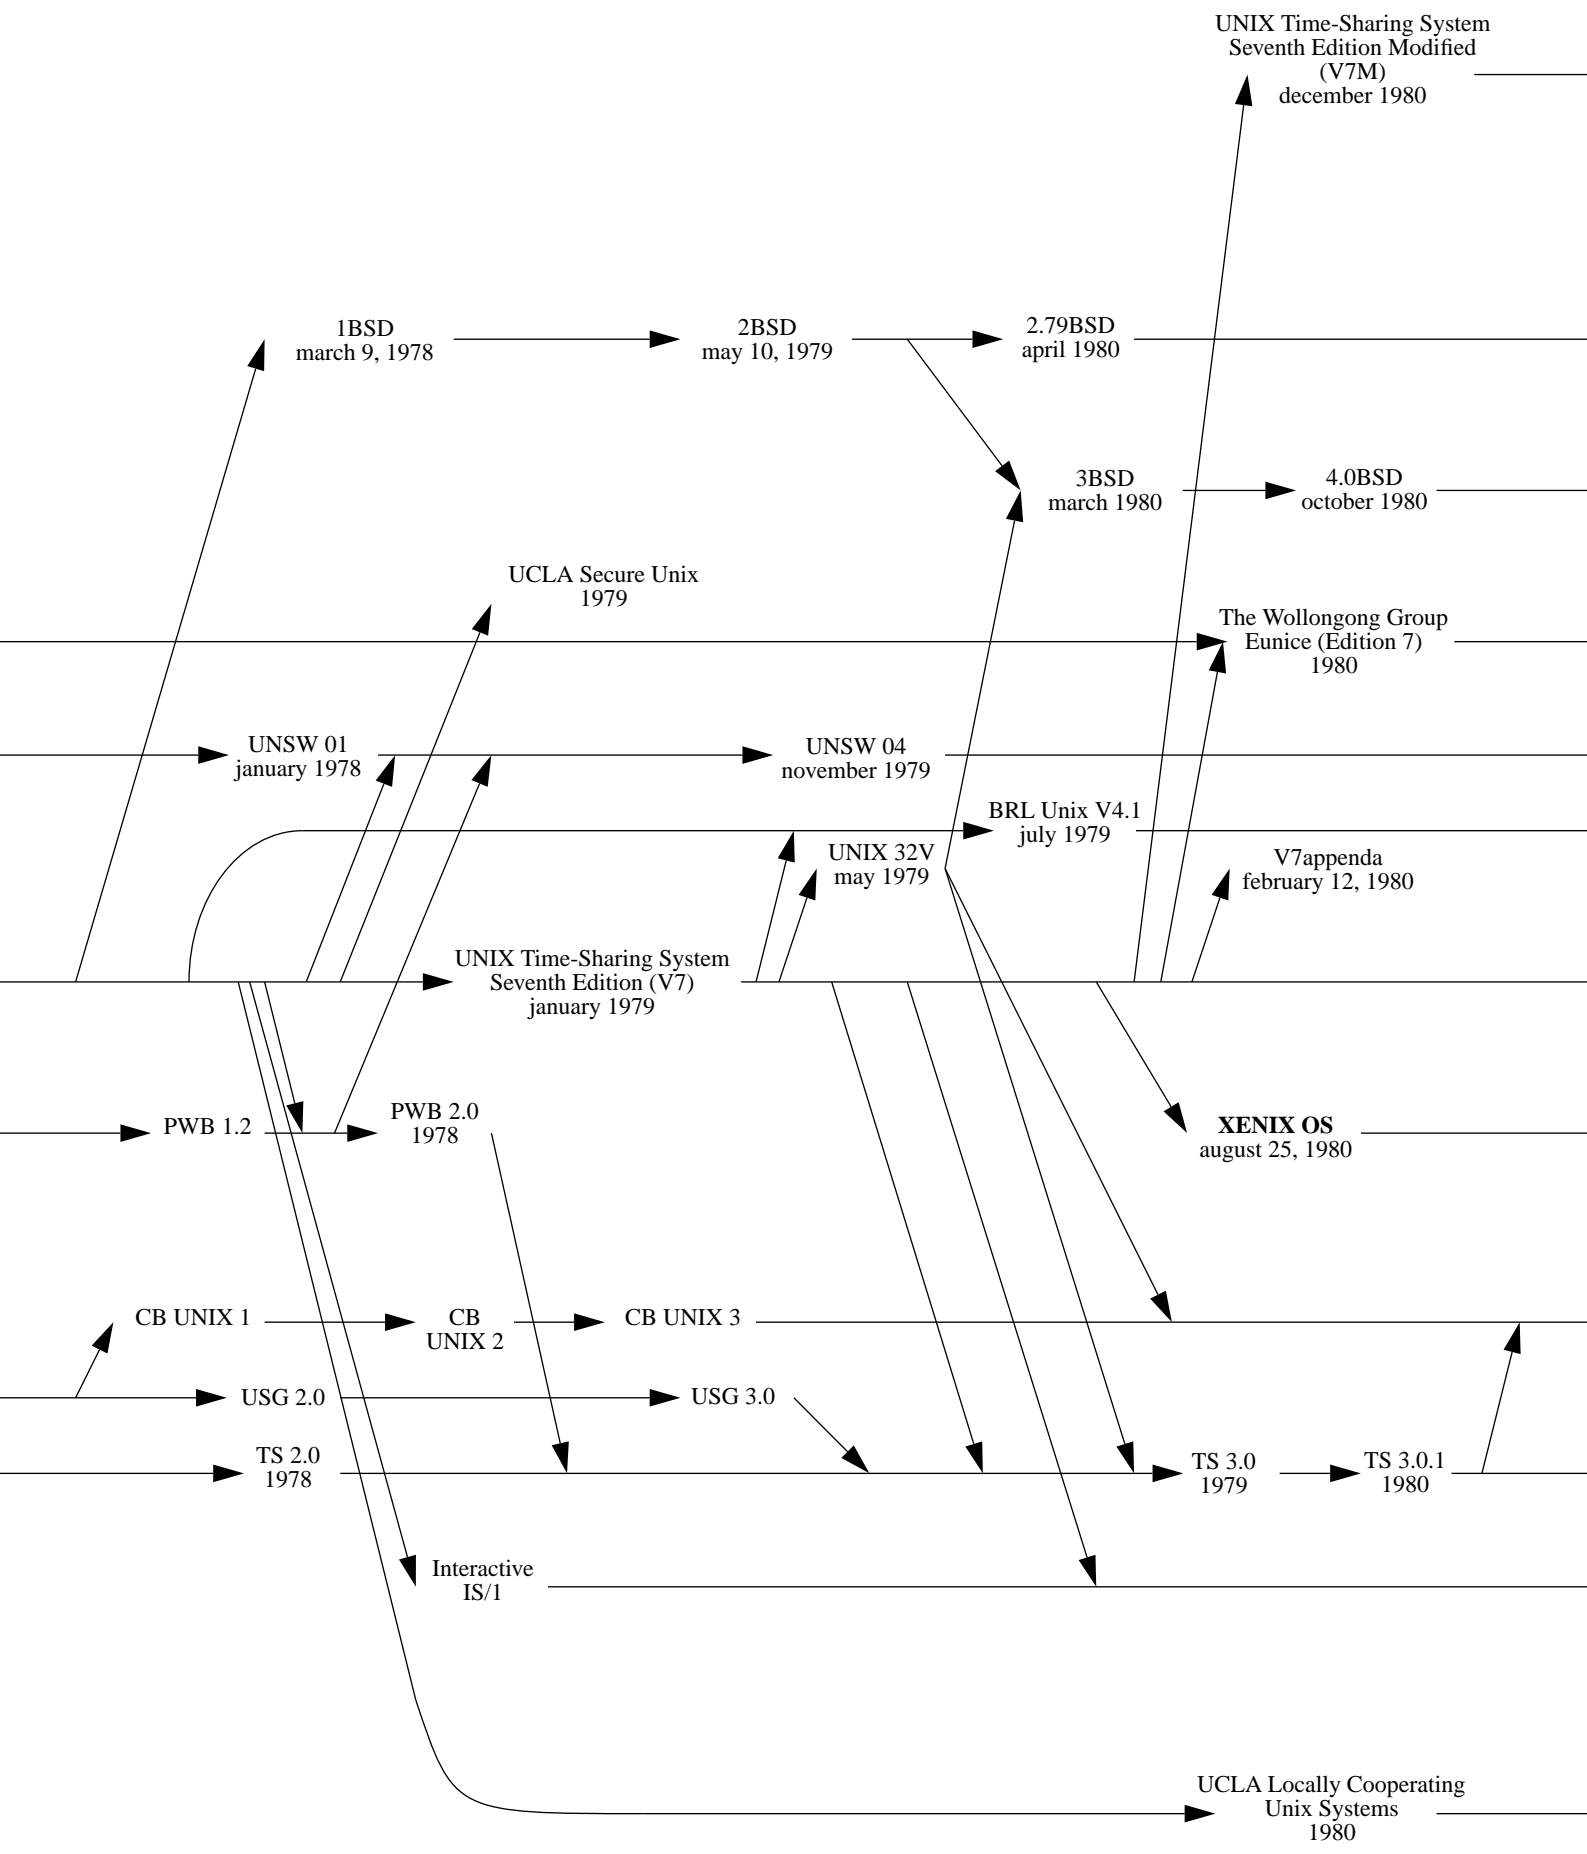 UNIX Time-Sharing System
Seventh Edition Modified
(V7M)
december 1980
1BSD
march 9, 1978
2BSD
may 10, 1979
2.79BSD
april 1980
3BSD
march 1980
4.0BSD
october 1980
UCLA Secure Unix
1979
The Wollongong Group
Eunice (Edition 7)
1980
UNSW 01
january 1978
UNSW 04
november 1979
BRL Unix V4.1
july 1979
UNIX 32V
may 1979
V7appenda
february 12, 1980
UNIX Time-Sharing System
Seventh Edition (V7)
january 1979
PWB 1.2
PWB 2.0
1978
XENIX OS
august 25, 1980
CB UNIX 1
CB
UNIX 2
CB UNIX 3
USG 2.0
USG 3.0
TS 2.0
1978
TS 3.0
1979
TS 3.0.1
1980
Interactive
IS/1
UCLA Locally Cooperating
Unix Systems
1980